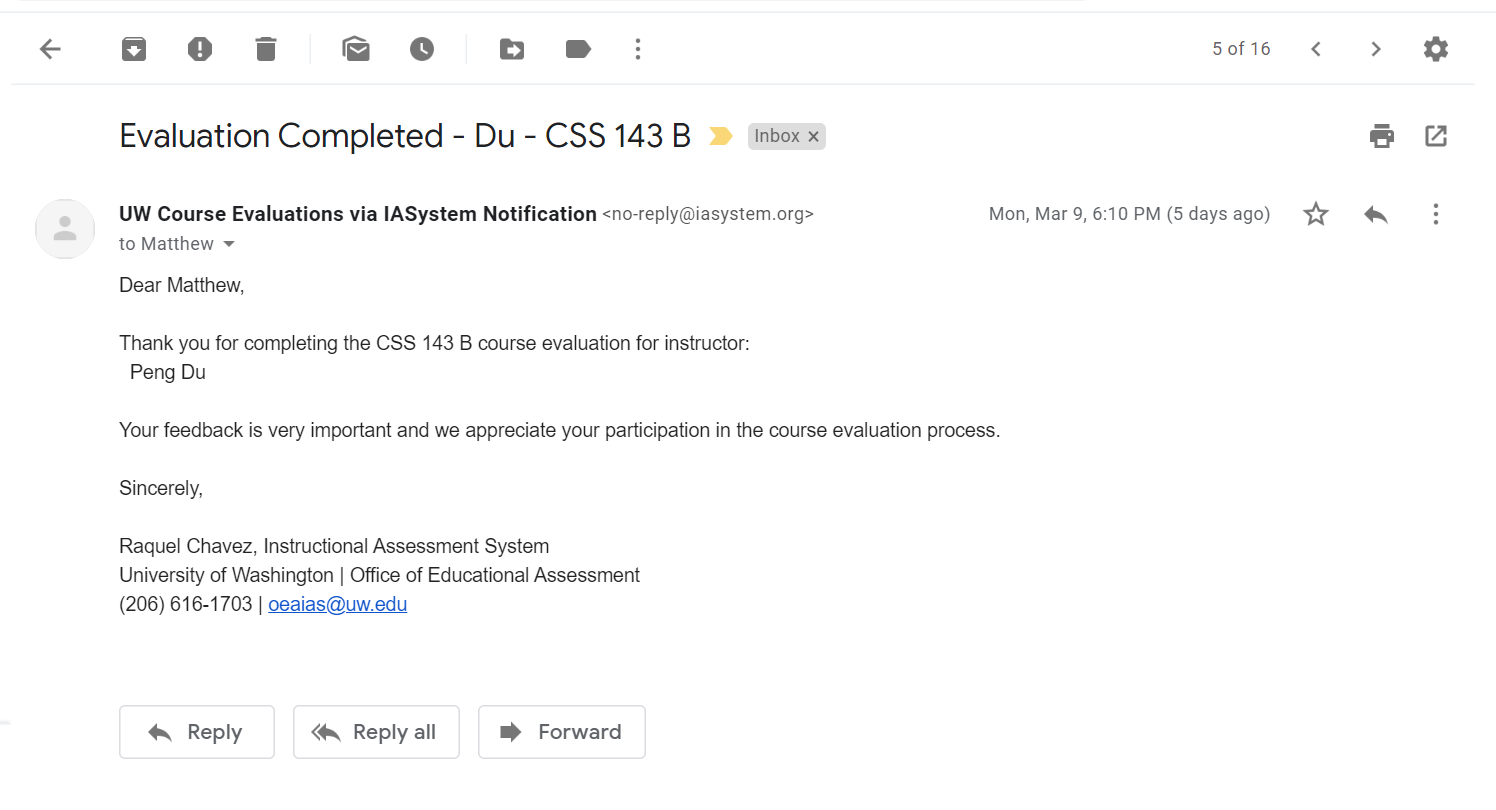 5 of 16
Evaluation Completed - Du - CSS 143 B Inbox x
UW Course Evaluations via IASystem Notification <no-reply@iasystem.org> Mon, Mar 9, 6:10 PM (5 days ago)
to Matthew
Dear Matthew,
Thank you for completing the CSS 143 B course evaluation for instructor:
Peng Du
Your feedback is very important and we appreciate your participation in the course evaluation process.
Sincerely,
Raquel Chavez, Instructional Assessment System
University of Washington | Office of Educational Assessment
(206) 616-1703 | oeaias@uw.edu
Reply Reply all Forward